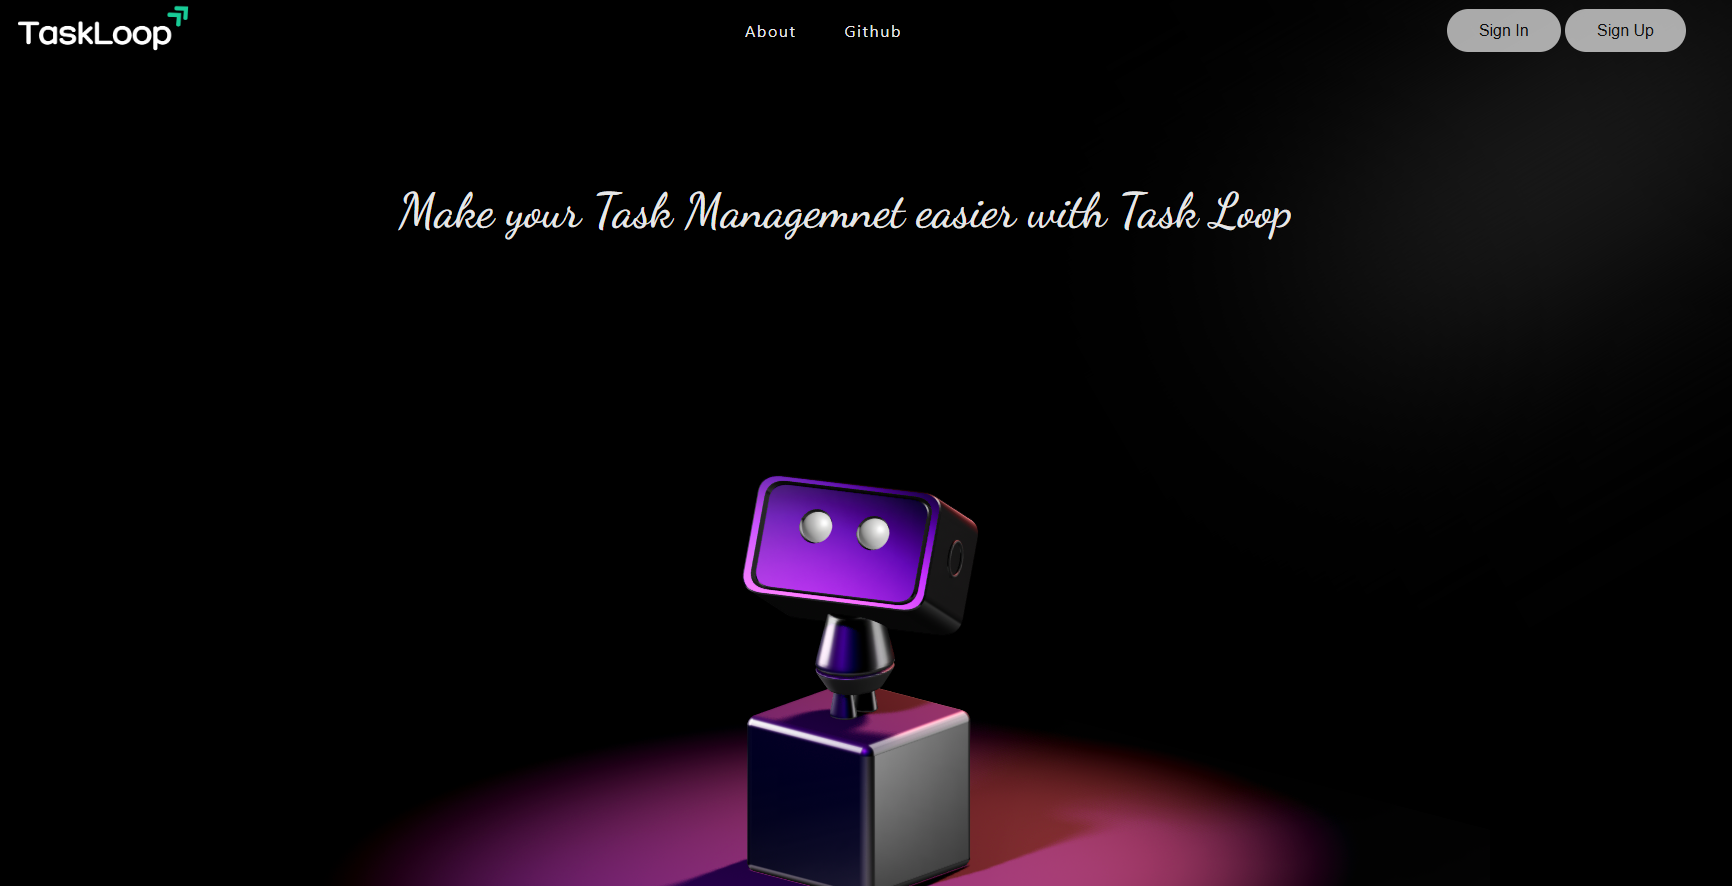 TaskLoop
About
Github
Sign In
Sign Up
Make your Task Managemnet easier with Task Loop